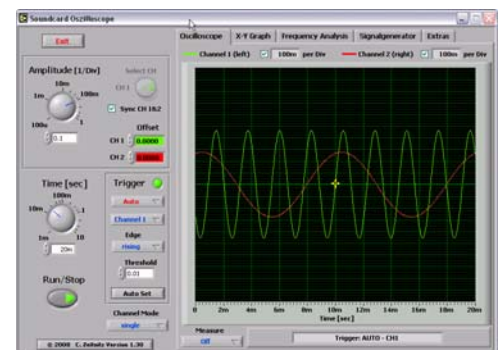 Soundcard Oszilloscope
Exit
Amplitude [1/Div]
10m
1m
100m
100u
1
0.1
Select CH
CH 1
Sync CH 1&2
Offset
CH 1 0.0000
CH 2 0.0000
Time [sec]
100m
10m
.1
1m
10
20m
Run/Stop
Trigger
Auto
Channel 1
Edge
rising
Threshold
0.01
Auto Set
Channel Mode
single
© 2008 C. Zeitnitz Version 1.30
Oszilloscope X-Y Graph Frequency Analysis Signalgenerator Extras
Channel 1 (left) 100m per Div Channel 2 (right) 100m per Div
0 2m 4m 6m 8m 10m 12m 14m 16m 18m 20m
Time [sec]
Measure
Off
Trigger: AUTO - CH1